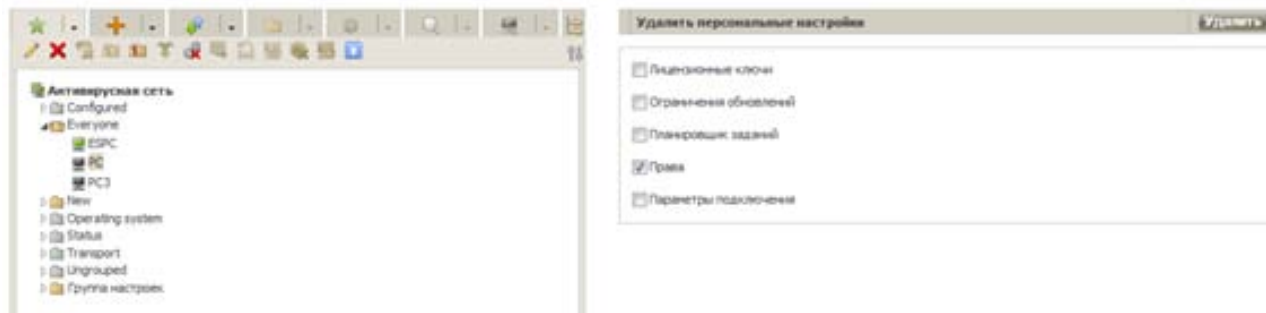 Антивирусная сеть
Configured
Everyone
ESPC
PC
PC3
New
Operating system
Status
Transport
Ungrouped
Группа настроек
Удалить персональные настройки
Удалить
Лицензионные ключи
Ограничения обновлений
Планировщик заданий
Права
Параметры подключения